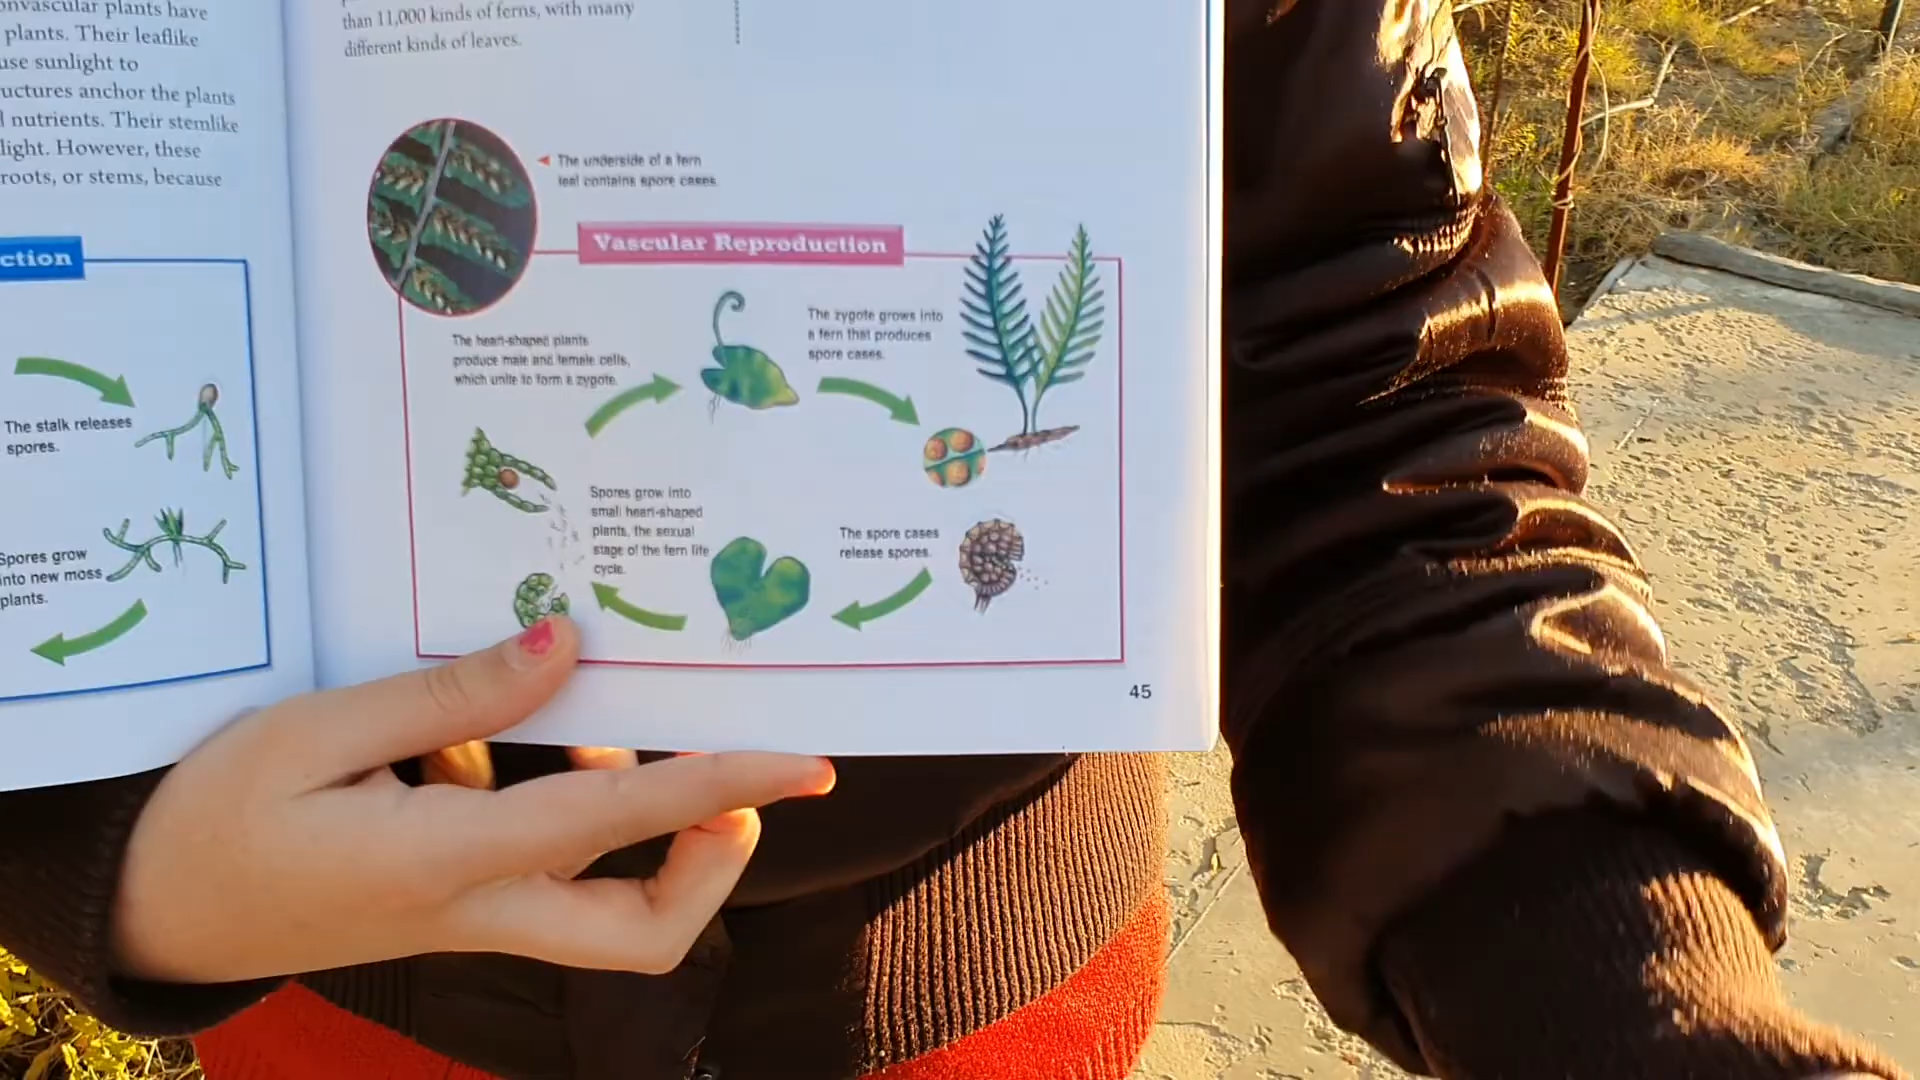 onvascular plants have
plants. Their leaflike
use sunlight to
uctures anchor the plants
l nutrients. Their stemlike
light. However, these
roots, or stems, because
ction
The stalk releases
spores.
Spores grow
into new moss
plants.
than 11,000 kinds of ferns, with many
different kinds of leaves.
The underside of a fern
leaf contains spore cases.
Vascular Reproduction
The heart-shaped plants
produce male and female cells,
which unite to form a zygote.
The zygote grows into
a fern that produces
spore cases.
Spores grow into
small heart-shaped
plants, the sexual
stage of the fern life
cycle.
The spore cases
release spores.
45